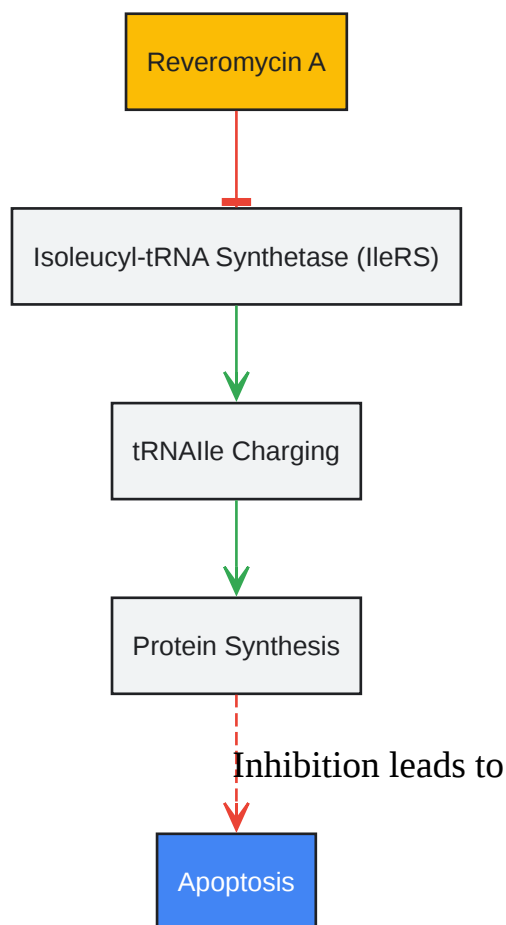 Reveromycin A
Isoleucyl-tRNA Synthetase (IleRS)
tRNAIle Charging
Protein Synthesis
Inhibition leads to
Apoptosis